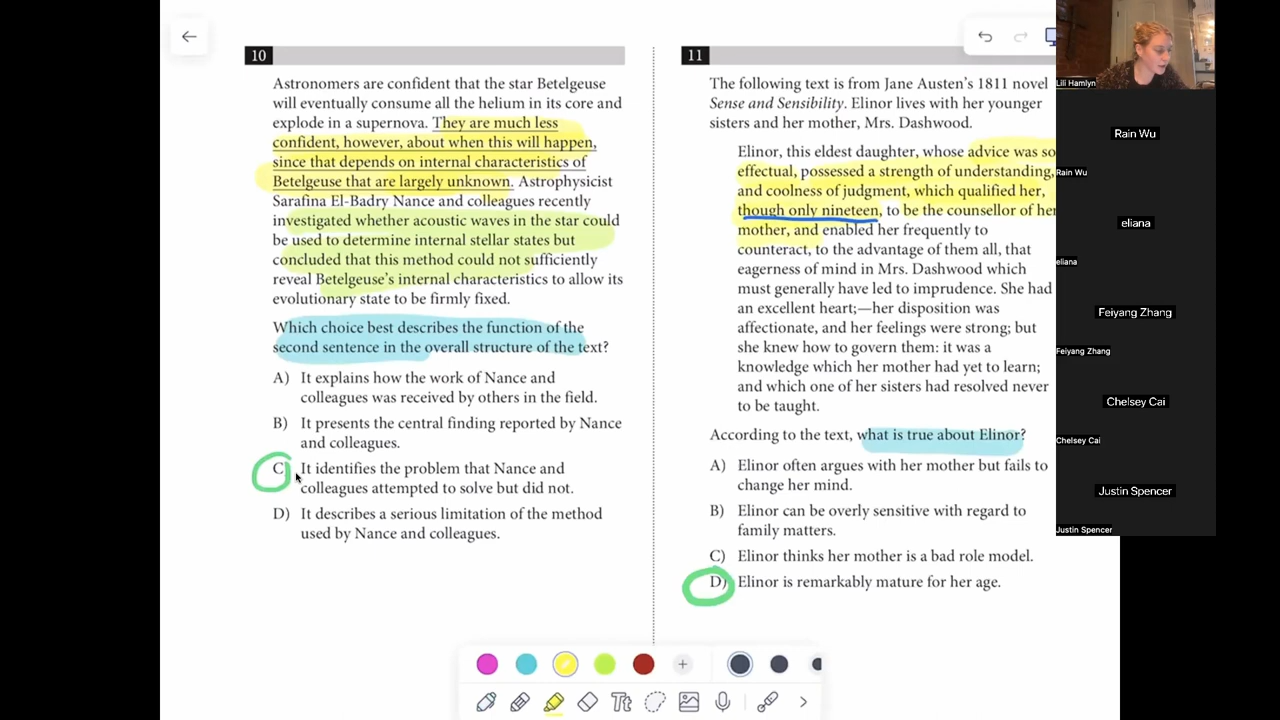 10
Astronomers are confident that the star Betelgeuse
will eventually consume all the helium in its core and
explode in a supernova. They are much less
confident, however, about when this will happen,
since that depends on internal characteristics of
Betelgeuse that are largely unknown. Astrophysicist
Sarafina El-Badry Nance and colleagues recently
investigated whether acoustic waves in the star could
be used to determine internal stellar states but
concluded that this method could not sufficiently
reveal Betelgeuse's internal characteristics to allow its
evolutionary state to be firmly fixed.
Which choice best describes the function of the
second sentence in the overall structure of the text?
A) It explains how the work of Nance and
colleagues was received by others in the field.
B) It presents the central finding reported by Nance
and colleagues.
C) It identifies the problem that Nance and
colleagues attempted to solve but did not.
D) It describes a serious limitation of the method
used by Nance and colleagues.
11
The following text is from Jane Austen's 1811 novel
Sense and Sensibility. Elinor lives with her younger
sisters and her mother, Mrs. Dashwood.
Elinor, this eldest daughter, whose advice was so
effectual, possessed a strength of understanding,
and coolness of judgment, which qualified her,
though only nineteen, to be the counsellor of her
mother, and enabled her frequently to
counteract, to the advantage of them all, that
eagerness of mind in Mrs. Dashwood which
must generally have led to imprudence. She had
an excellent heart;—her disposition was
affectionate, and her feelings were strong; but
she knew how to govern them: it was a
knowledge which her mother had yet to learn;
and which one of her sisters had resolved never
to be taught.
According to the text, what is true about Elinor?
A) Elinor often argues with her mother but fails to
change her mind.
B) Elinor can be overly sensitive with regard to
family matters.
C) Elinor thinks her mother is a bad role model.
D) Elinor is remarkably mature for her age.
Tt
Lili Hamlyn
Rain Wu
Rain Wu
eliana
eliana
Feiyang Zhang
Feiyang Zhang
Chelsey Cai
Chelsey Cai
Justin Spencer
Justin Spencer